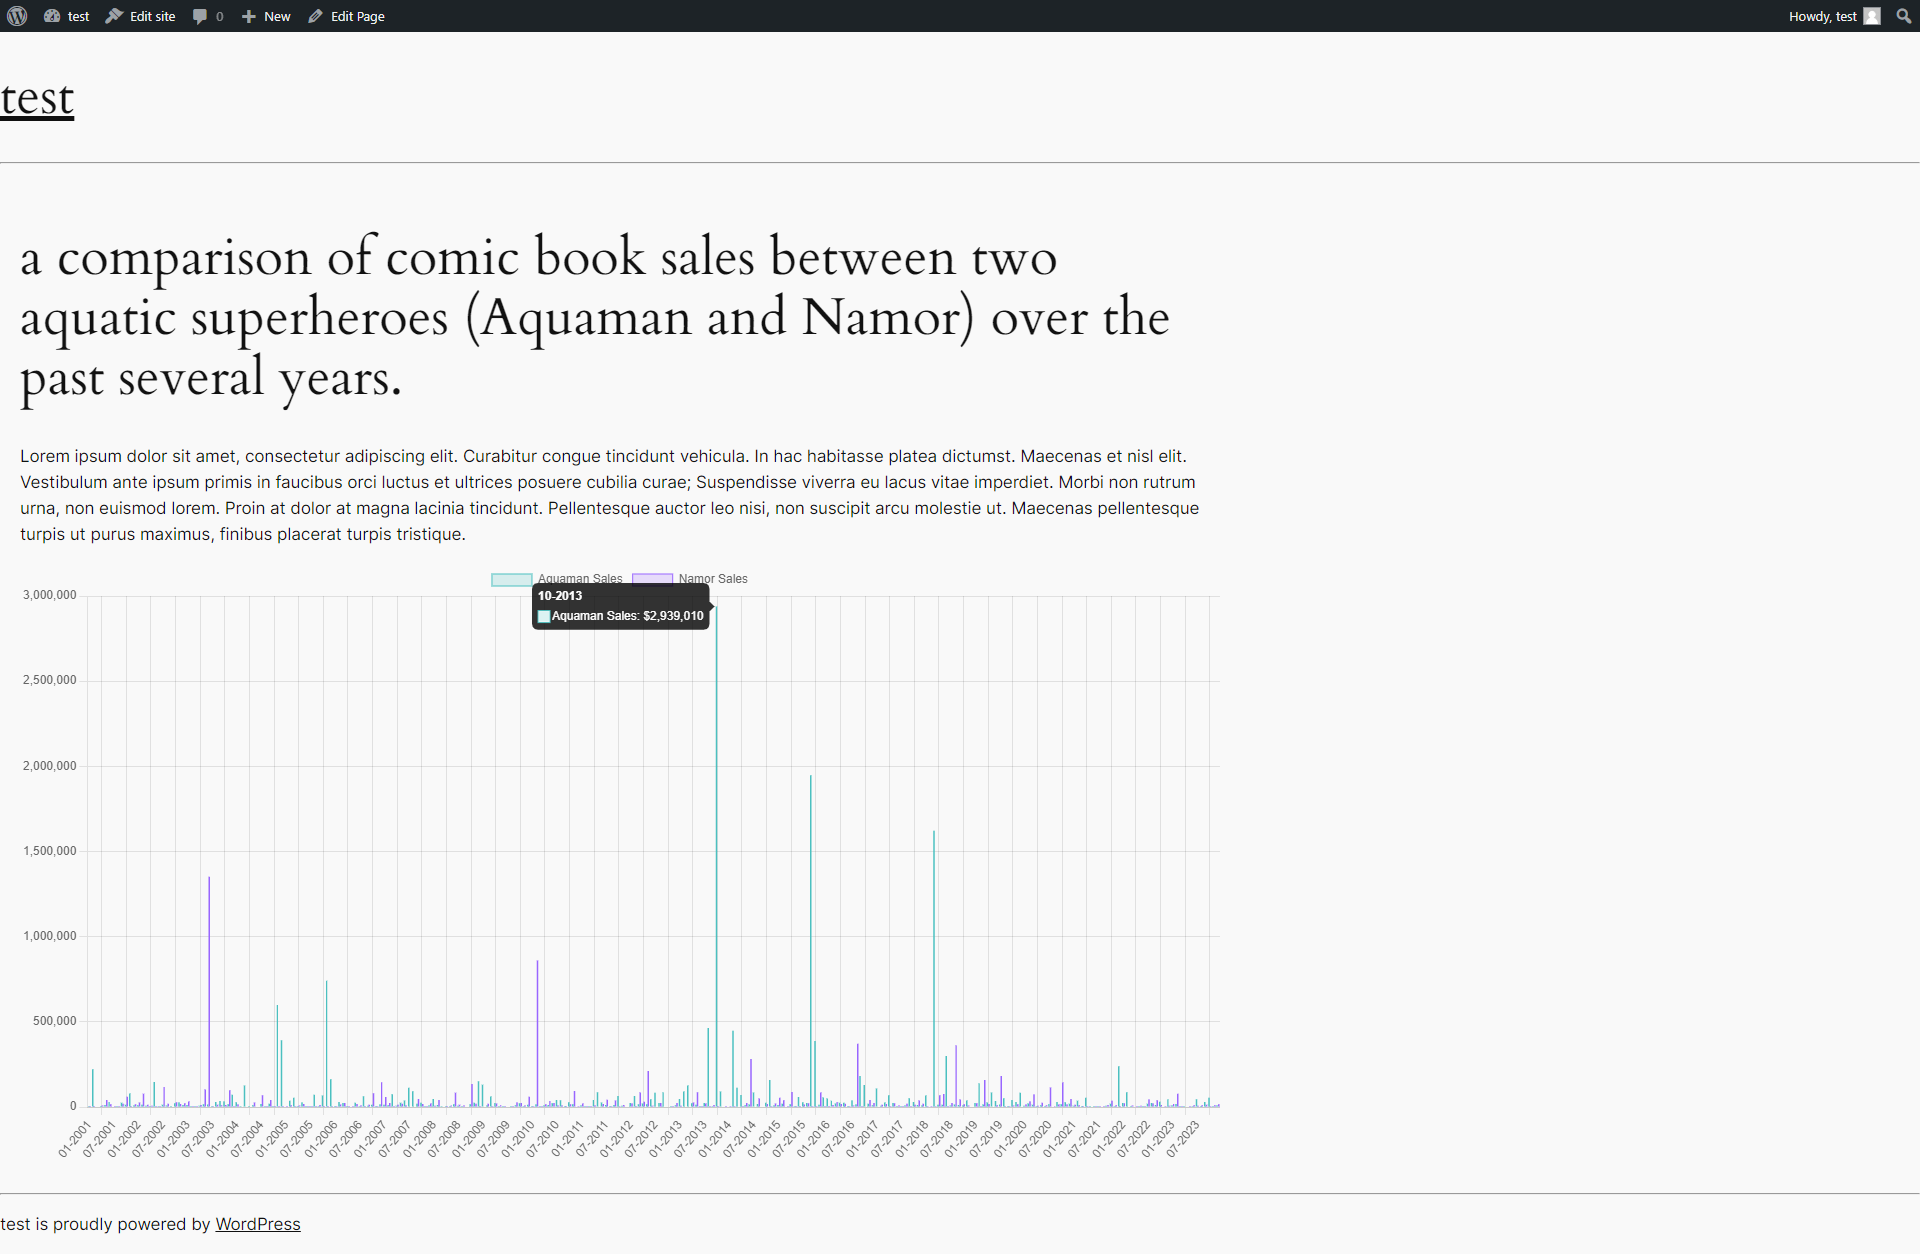 test Edit site 0 New Edit Page Howdy, test
test
a comparison of comic book sales between two
aquatic superheroes (Aquaman and Namor) over the
past several years.
Lorem ipsum dolor sit amet, consectetur adipiscing elit. Curabitur congue tincidunt vehicula. In hac habitasse platea dictumst. Maecenas et nisl elit.
Vestibulum ante ipsum primis in faucibus orci luctus et ultrices posuere cubilia curae; Suspendisse viverra eu lacus vitae imperdiet. Morbi non rutrum
urna, non euismod lorem. Proin at dolor at magna lacinia tincidunt. Pellentesque auctor leo nisi, non suscipit arcu molestie ut. Maecenas pellentesque
turpis ut purus maximus, finibus placerat turpis tristique.
Aquaman Sales Namor Sales
10-2013
Aquaman Sales: $2,939,010
3,000,000
2,500,000
2,000,000
1,500,000
1,000,000
500,000
0
01-2001 07-2001 01-2002 07-2002 01-2003 07-2003 01-2004 07-2004 01-2005 07-2005 01-2006 07-2006 01-2007 07-2007 01-2008 07-2008 01-2009 07-2009 01-2010 07-2010 01-2011 07-2011 01-2012 07-2012 01-2013 07-2013 01-2014 07-2014 01-2015 07-2015 01-2016 07-2016 01-2017 07-2017 01-2018 07-2018 01-2019 07-2019 01-2020 07-2020 01-2021 07-2021 01-2022 07-2022 01-2023 07-2023
test is proudly powered by WordPress